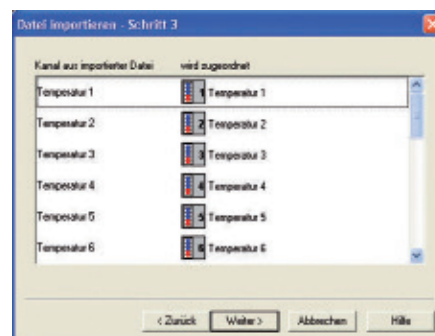 Datei importieren - Schritt 3
Kanal aus importierter Datei wird zugeordnet
Temperatur 1 1 Temperatur 1
Temperatur 2 2 Temperatur 2
Temperatur 3 3 Temperatur 3
Temperatur 4 4 Temperatur 4
Temperatur 5 5 Temperatur 5
Temperatur 6 6 Temperatur 6
< Zurück Weiter > Abbrechen Hilfe